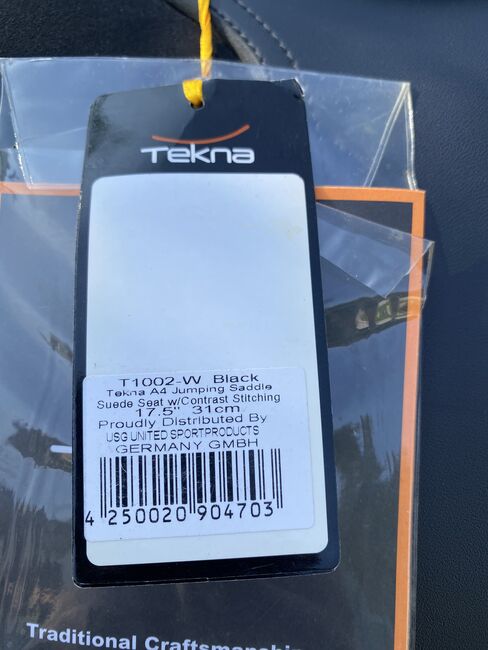 Tekna
T1002-W Black
Tekna A4 Jumping Saddle
Suede Seat w/Contrast Stitching
17.5" 31cm
Proudly Distributed By
USG UNITED SPORTPRODUCTS
GERMANY GMBH
4 250020 904703
Traditional Craftsmanship